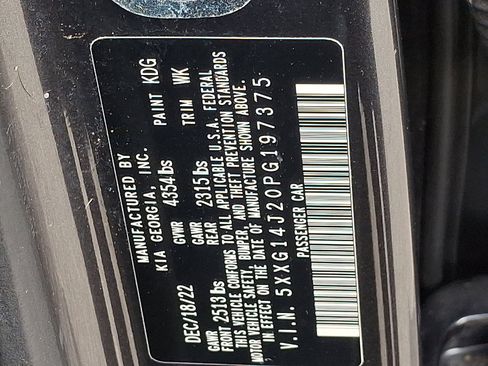 MANUFACTURED BY
KIA GEORGIA, INC.
DEC/18/22 GVWR 4354lbs PAINT KDG
GAWR FRONT 2513lbs GAWR REAR 2315lbs TRIM WK
THIS VEHICLE CONFORMS TO ALL APPLICABLE U.S.A. FEDERAL
MOTOR VEHICLE SAFETY, BUMPER, AND THEFT PREVENTION STANDARDS
IN EFFECT ON THE DATE OF MANUFACTURE SHOWN ABOVE.
V.I.N. 5XXG14J20PG197375
PASSENGER CAR